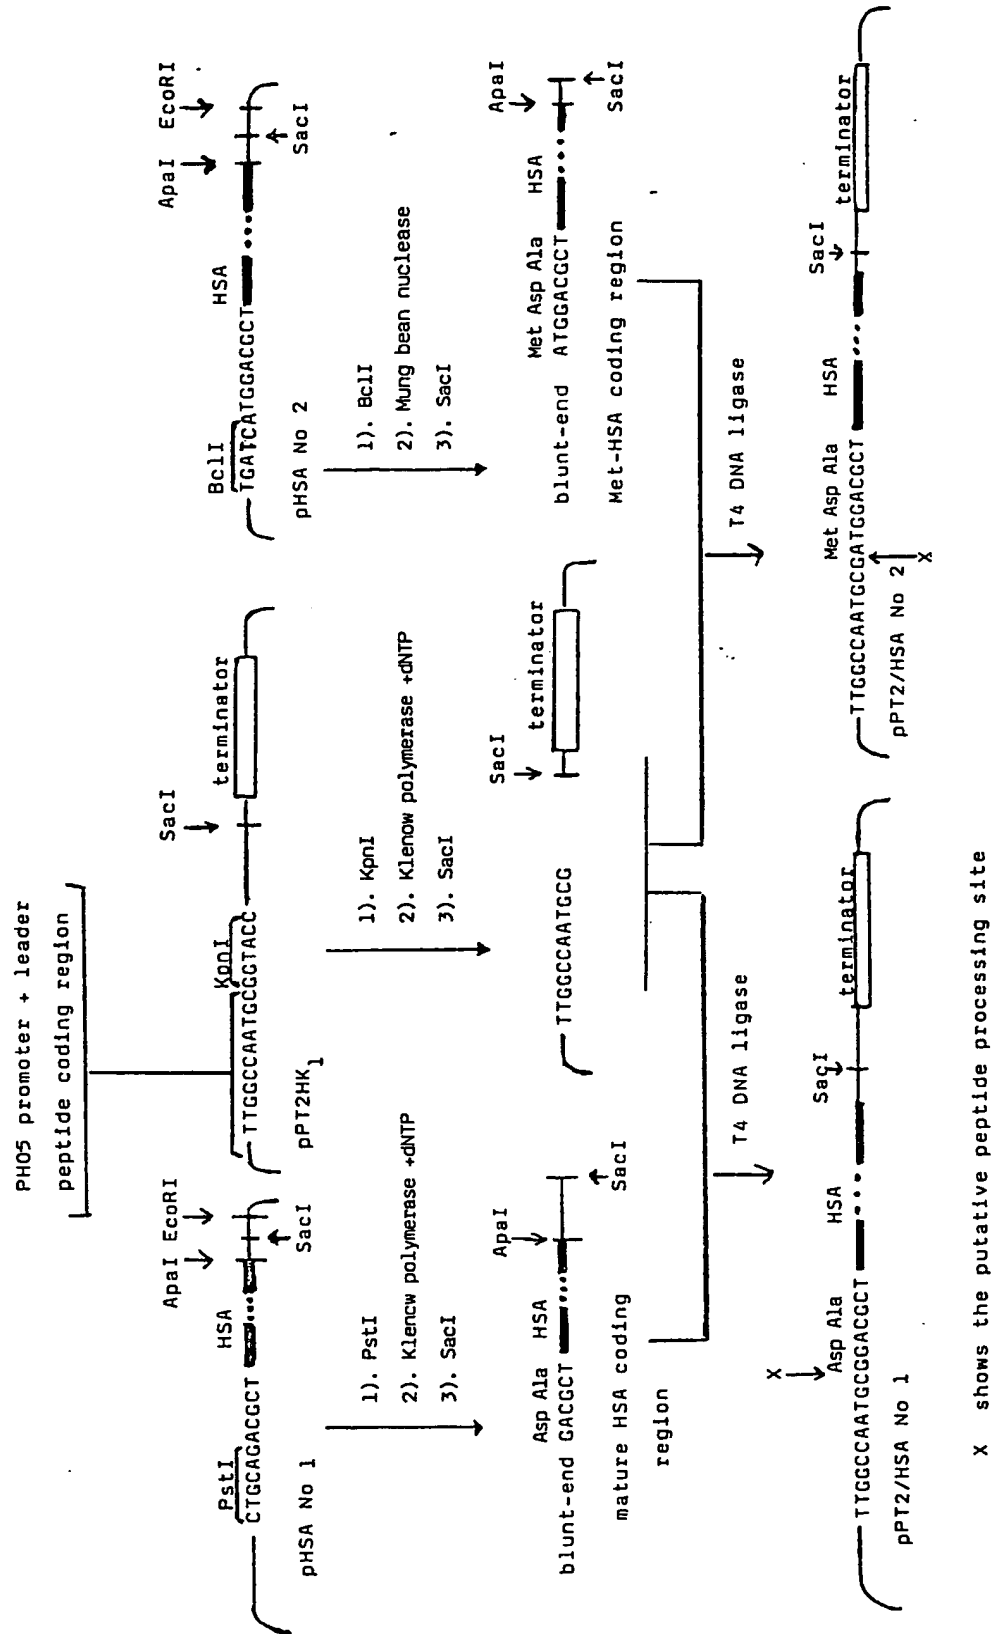 PHO5 promoter + leader
peptide coding region
ApaI EcoRI
PstI
HSA
CTGCAGACGCT
SacI
pHSA No 1
KpnI
SacI
terminator
TTGGCCAATGCGGTACC
pPT2HK1
ApaI EcoRI
BclI
HSA
TGATCATGGACGCT
SacI
pHSA No 2
1). PstI
2). Klencw polymerase +dNTP
3). SacI
1). KpnI
2). Klenow polymerase +dNTP
3). SacI
1). BclI
2). Mung bean nuclease
3). SacI
ApaI
Asp Ala HSA
blunt-end GACGCT
SacI
mature HSA coding
region
SacI
terminator
TTGGCCAATGCG
ApaI
Met Asp Ala HSA
blunt-end ATGGACGCT
SacI
Met-HSA coding region
T4 DNA ligase
T4 DNA ligase
X
Asp Ala HSA
SacI
terminator
TTGGCCAATGCGGACGCT
pPT2/HSA No 1
Met Asp Ala HSA
SacI
terminator
TTGGCCAATGCGATGGACGCT
pPT2/HSA No 2
X
X shows the putative peptide processing site